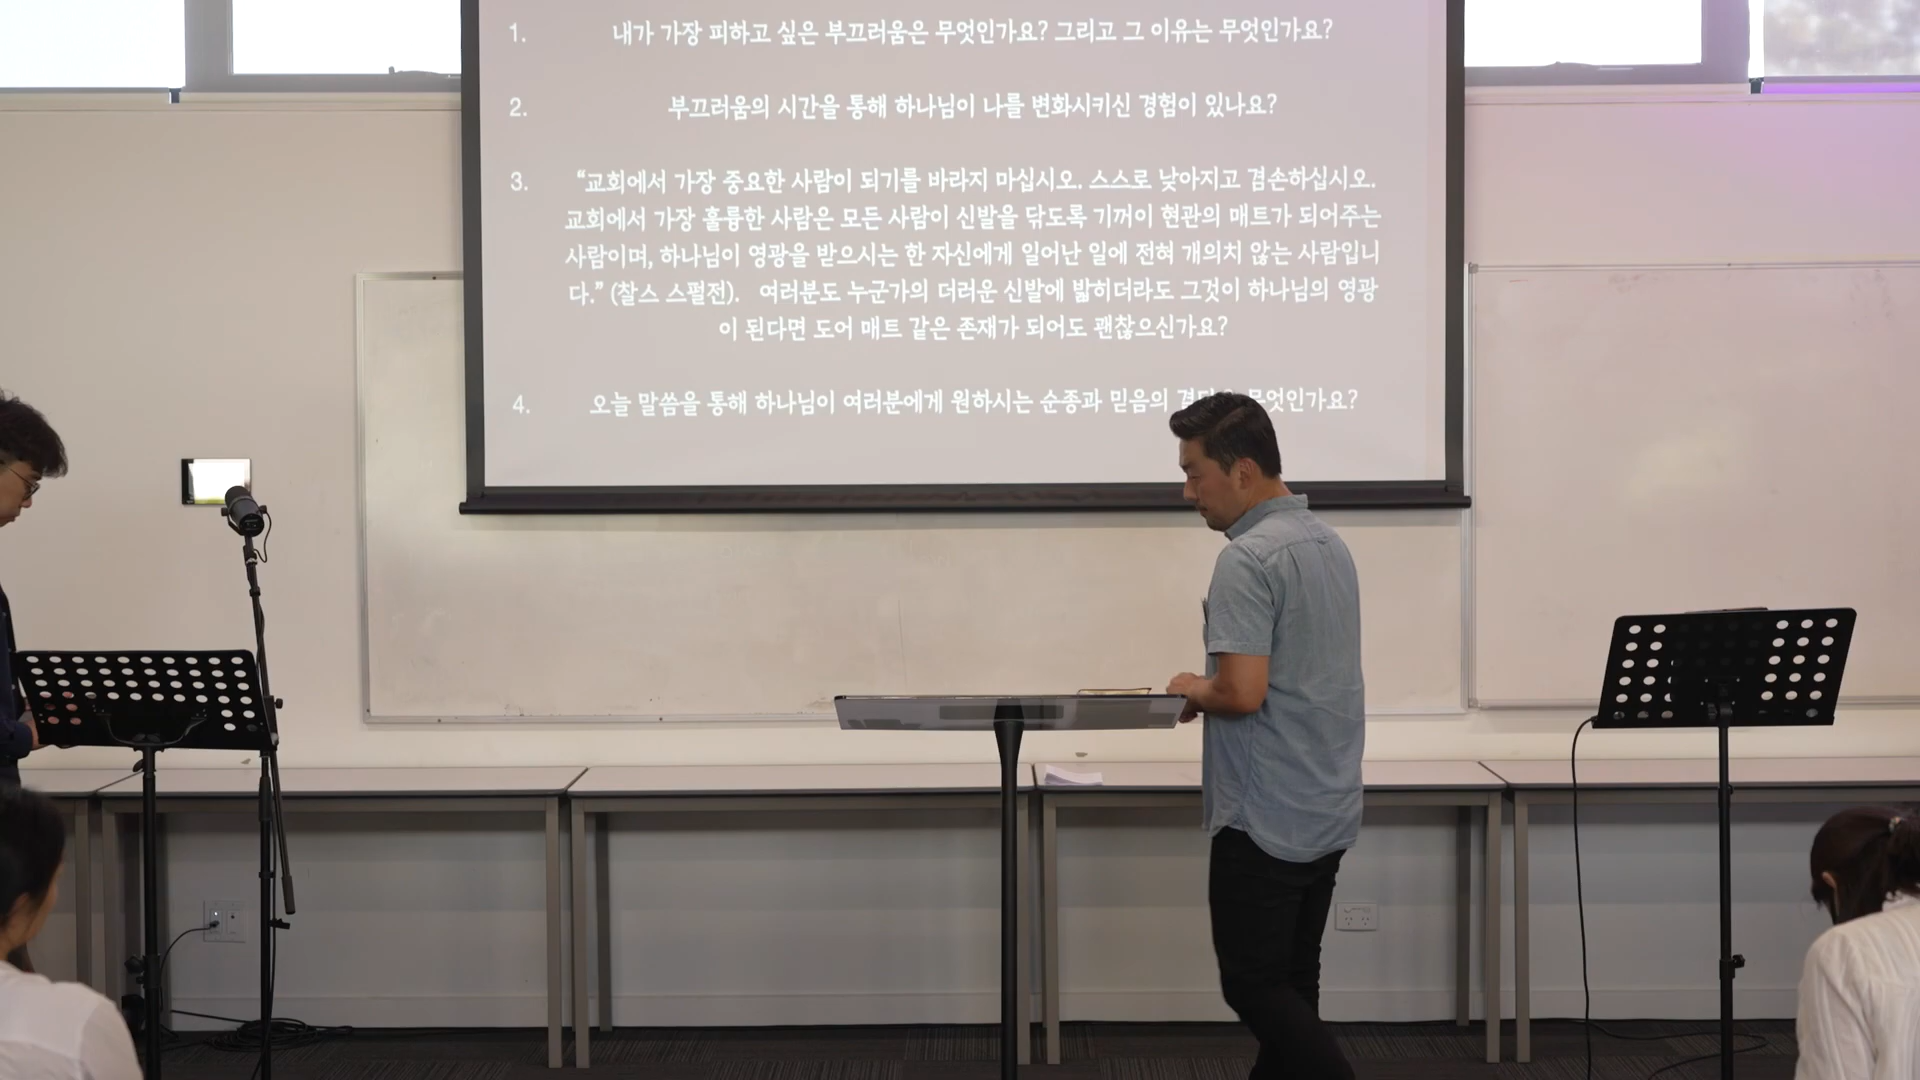 1. 내가 가장 피하고 싶은 부끄러움은 무엇인가요? 그리고 그 이유는 무엇인가요?
2. 부끄러움의 시간을 통해 하나님이 나를 변화시키신 경험이 있나요?
3. “교회에서 가장 중요한 사람이 되기를 바라지 마십시오. 스스로 낮아지고 겸손하십시오.
교회에서 가장 훌륭한 사람은 모든 사람이 신발을 닦도록 기꺼이 현관의 매트가 되어주는
사람이며, 하나님이 영광을 받으시는 한 자신에게 일어난 일에 전혀 개의치 않는 사람입니
다.” (찰스 스펄전). 여러분도 누군가의 더러운 신발에 밟히더라도 그것이 하나님의 영광
이 된다면 도어 매트 같은 존재가 되어도 괜찮으신가요?
4. 오늘 말씀을 통해 하나님이 여러분에게 원하시는 순종과 믿음의 무엇인가요?